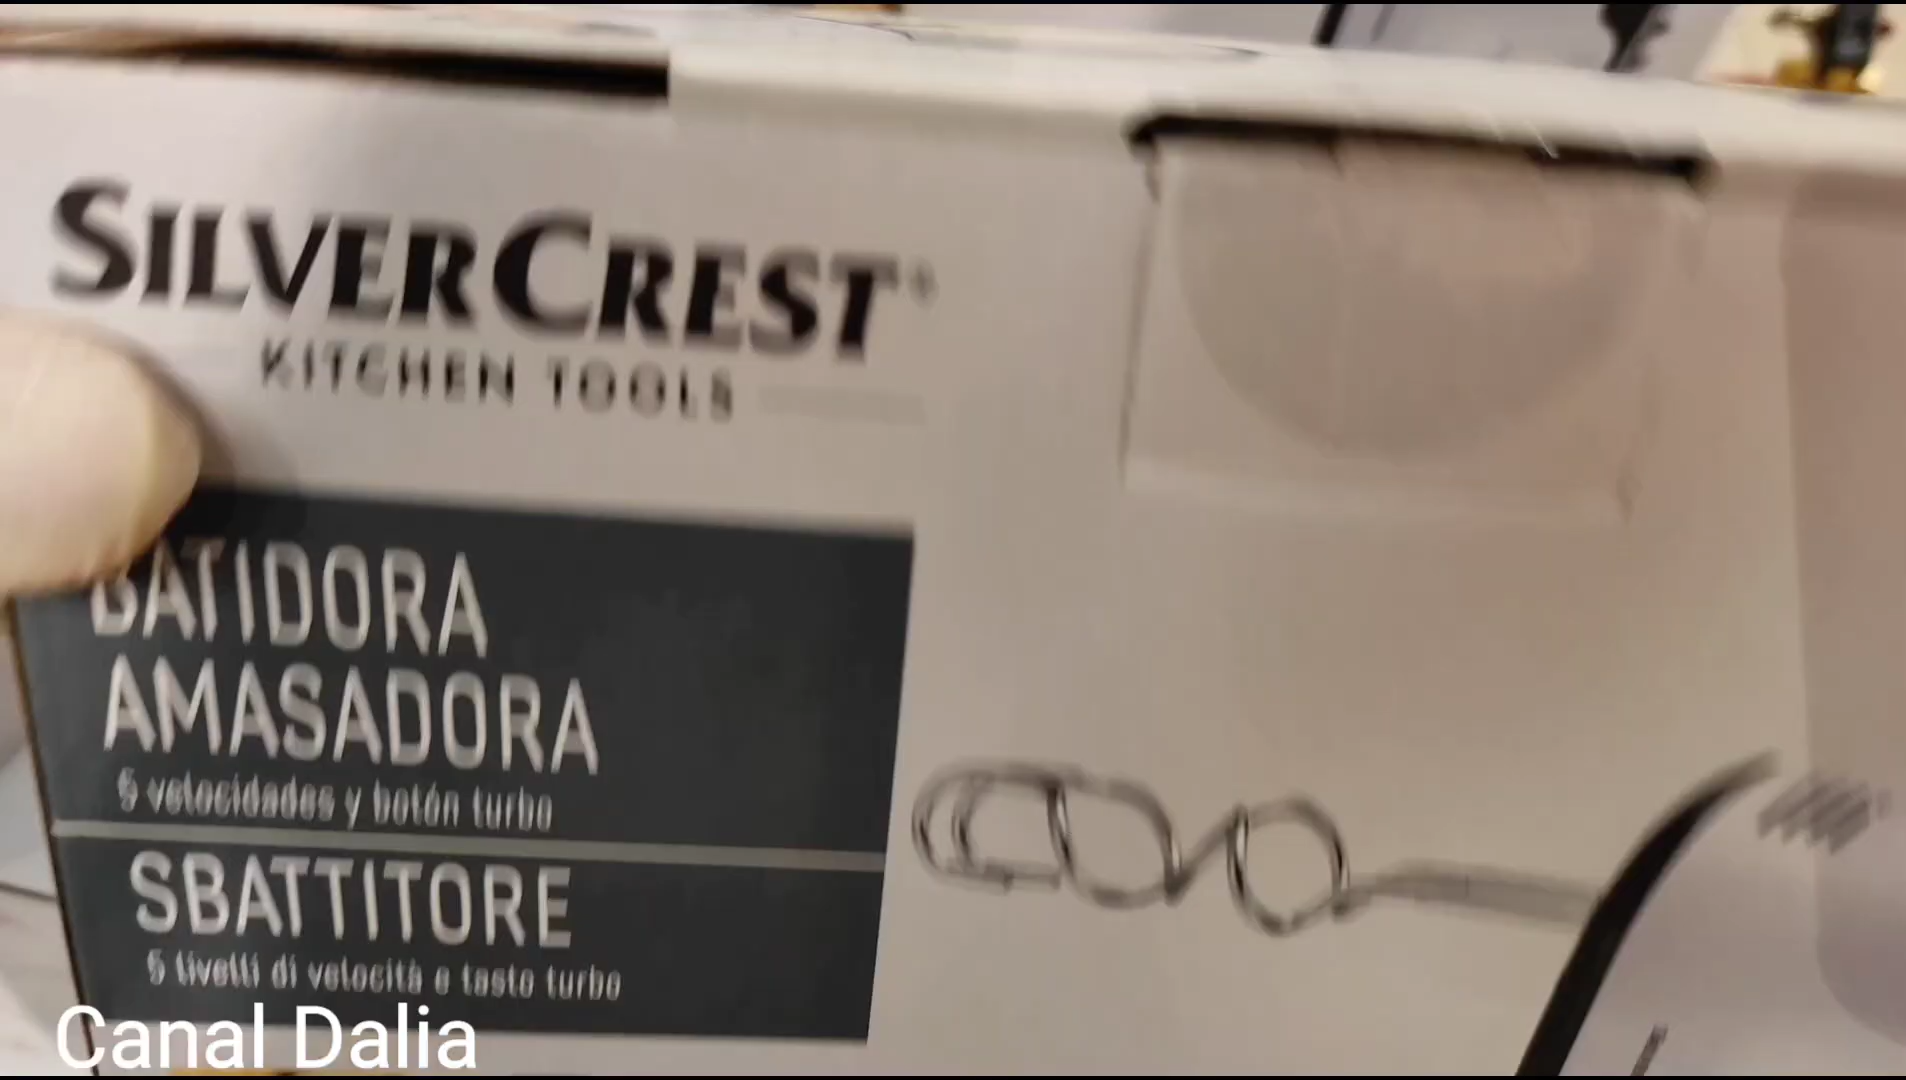 SILVERCREST®
KITCHEN TOOLS
BATIDORA
AMASADORA
5 velocidades y botón turbo
SBATTITORE
5 livelli di velocità e tasto turbo
Canal Dalia